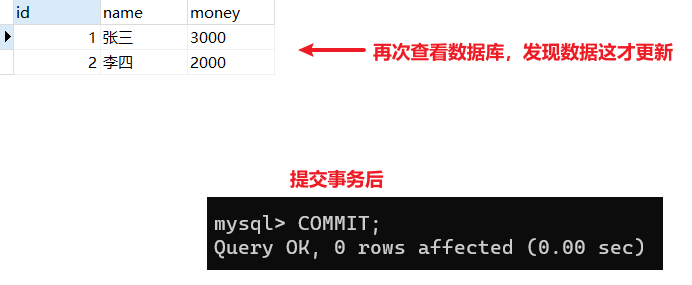 id name money
1 张三 3000
2 李四 2000
再次查看数据库，发现数据这才更新
提交事务后
mysql> COMMIT;
Query OK, 0 rows affected (0.00 sec)